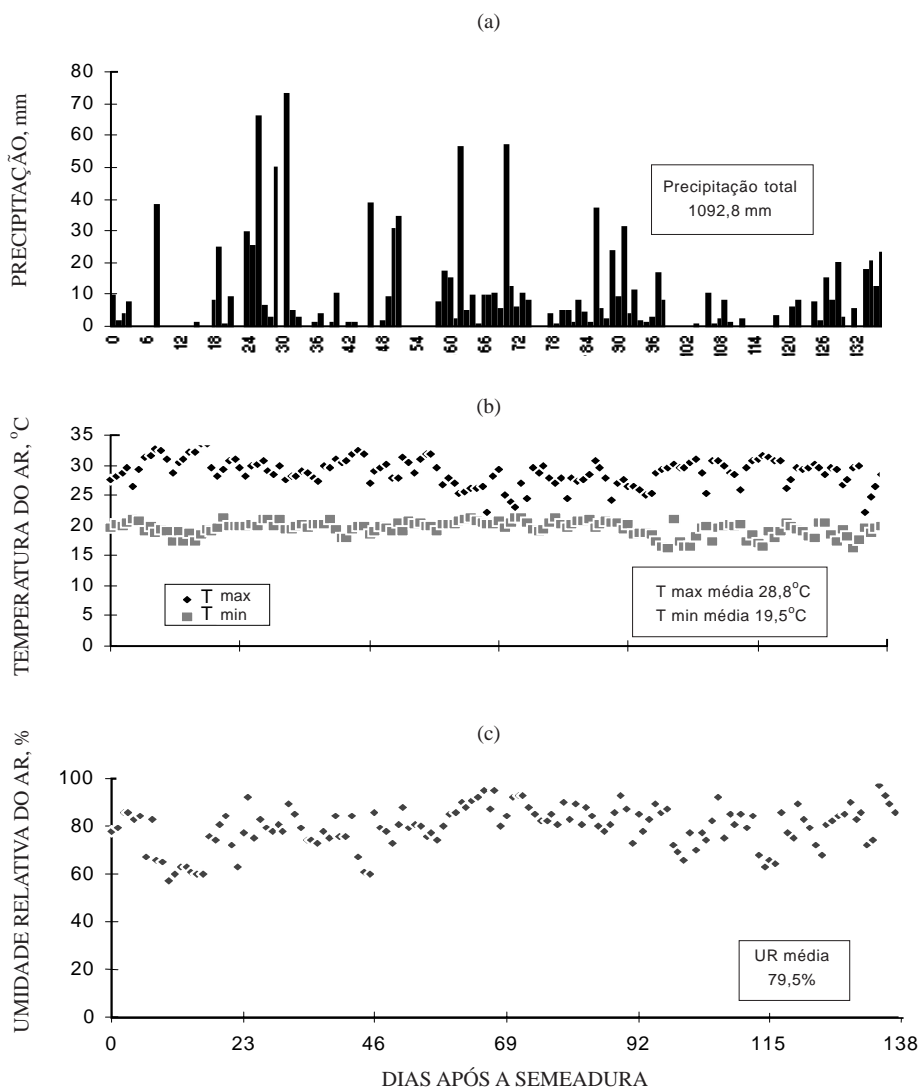 (a)
PRECIPITAÇÃO, mm
80
70
60
50
40
30
20
10
0
Precipitação total
1092,8 mm
0 6 12 18 24 30 36 42 48 54 60 66 72 78 84 90 96 102 108 114 120 126 132
(b)
TEMPERATURA DO AR, °C
35
30
25
20
15
10
5
0
T max
T min
T max média 28,8°C
T min média 19,5°C
(c)
UMIDADE RELATIVA DO AR, %
100
80
60
40
20
0
UR média
79,5%
0 23 46 69 92 115 138
DIAS APÓS A SEMEADURA